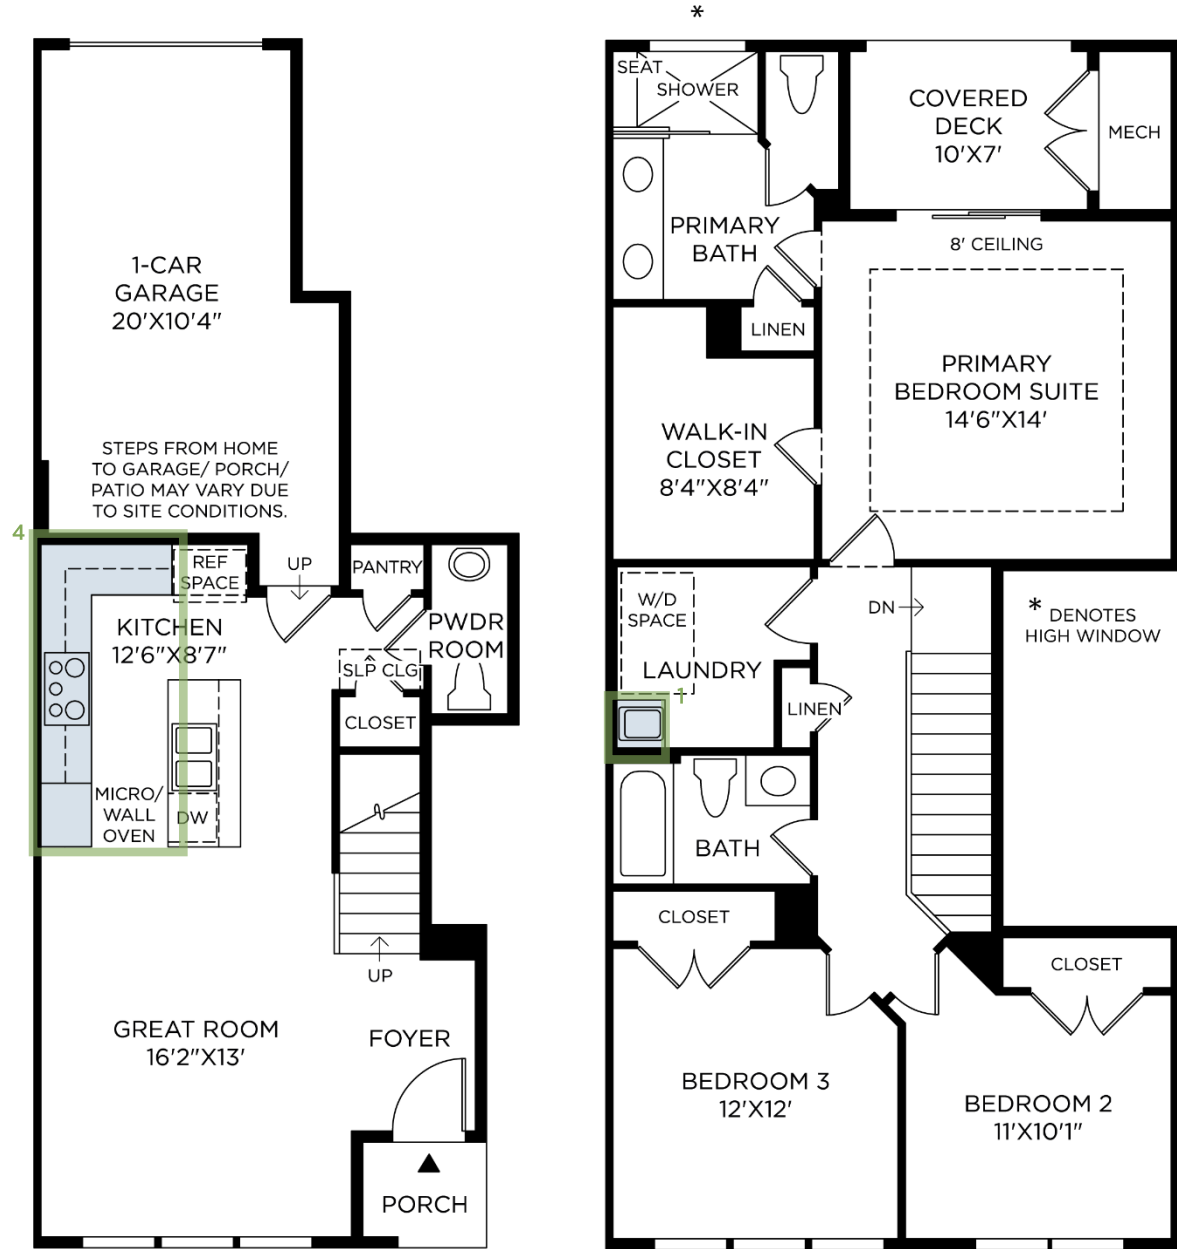 1-CAR
GARAGE
20'X10'4"
STEPS FROM HOME
TO GARAGE/ PORCH/
PATIO MAY VARY DUE
TO SITE CONDITIONS.
4
REF
SPACE
UP
PANTRY
KITCHEN
12'6"X8'7"
PWDR
ROOM
SLP CLG
CLOSET
MICRO/
WALL
OVEN
DW
UP
GREAT ROOM
16'2"X13'
FOYER
PORCH
*
SEAT
SHOWER
COVERED
DECK
10'X7'
MECH
PRIMARY
BATH
8' CEILING
LINEN
PRIMARY
BEDROOM SUITE
14'6"X14'
WALK-IN
CLOSET
8'4"X8'4"
W/D
SPACE
DN
* DENOTES
HIGH WINDOW
LAUNDRY
1
LINEN
BATH
CLOSET
CLOSET
BEDROOM 3
12'X12'
BEDROOM 2
11'X10'1"